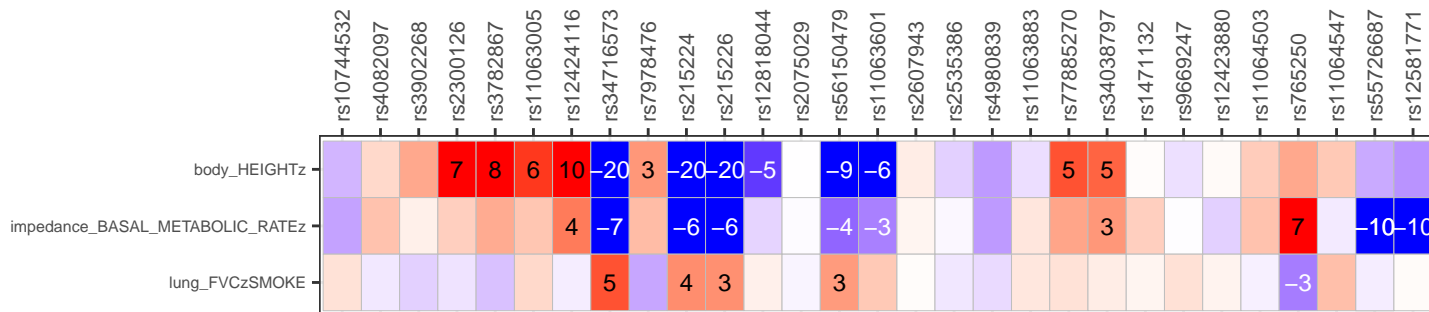 rs10744532 rs4082097 rs3902268 rs2300126 rs3782867 rs11063005 rs12424116 rs34716573 rs7978476 rs215224 rs215226 rs12818044 rs2075029 rs56150479 rs11063601 rs2607943 rs2535386 rs4980839 rs11063883 rs77885270 rs34038797 rs1471132 rs9669247 rs12423880 rs11064503 rs765250 rs11064547 rs55726687 rs12581771
body_HEIGHTz 7 8 6 10 −20 3 −20 −20 −5 −9 −6 5 5
impedance_BASAL_METABOLIC_RATEz 4 −7 −6 −6 −4 −3 3 7 −10 −10
lung_FVCzSMOKE 5 4 3 3 −3